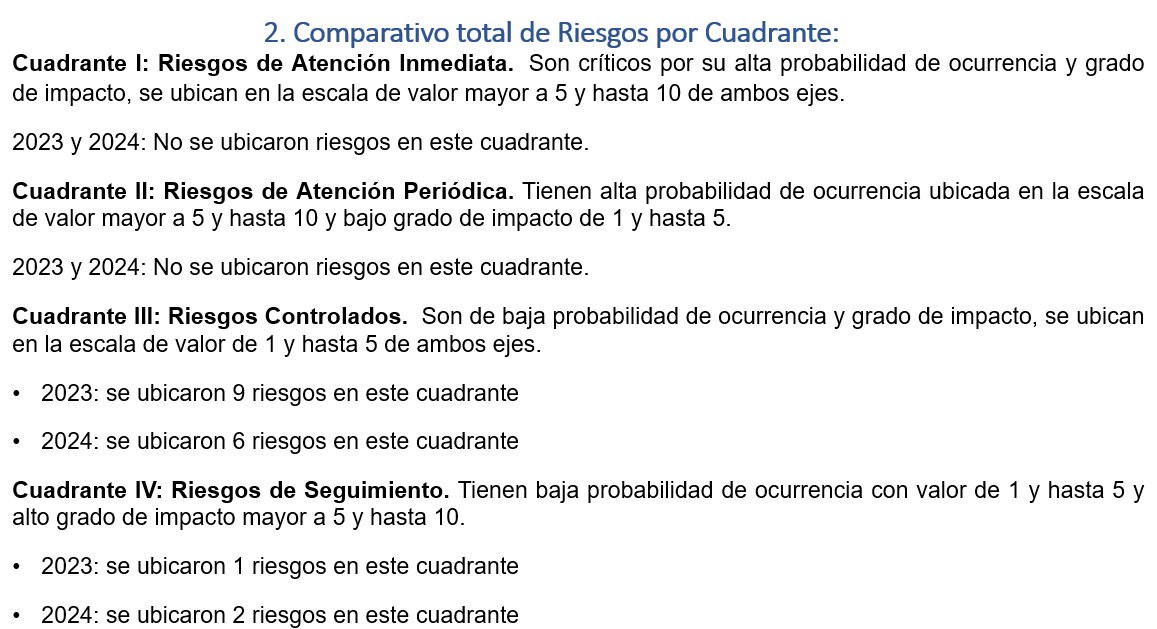 2. Comparativo total de Riesgos por Cuadrante:
Cuadrante I: Riesgos de Atención Inmediata.  Son críticos por su alta probabilidad de ocurrencia y grado
de impacto, se ubican en la escala de valor mayor a 5 y hasta 10 de ambos ejes.
2023 y 2024: No se ubicaron riesgos en este cuadrante.
Cuadrante II: Riesgos de Atención Periódica. Tienen alta probabilidad de ocurrencia ubicada en la escala
de valor mayor a 5 y hasta 10 y bajo grado de impacto de 1 y hasta 5.
2023 y 2024: No se ubicaron riesgos en este cuadrante.
Cuadrante III: Riesgos Controlados.  Son de baja probabilidad de ocurrencia y grado de impacto, se ubican
en la escala de valor de 1 y hasta 5 de ambos ejes.
• 2023: se ubicaron 9 riesgos en este cuadrante
• 2024: se ubicaron 6 riesgos en este cuadrante
Cuadrante IV: Riesgos de Seguimiento. Tienen baja probabilidad de ocurrencia con valor de 1 y hasta 5 y
alto grado de impacto mayor a 5 y hasta 10.
• 2023: se ubicaron 1 riesgos en este cuadrante
• 2024: se ubicaron 2 riesgos en este cuadrante